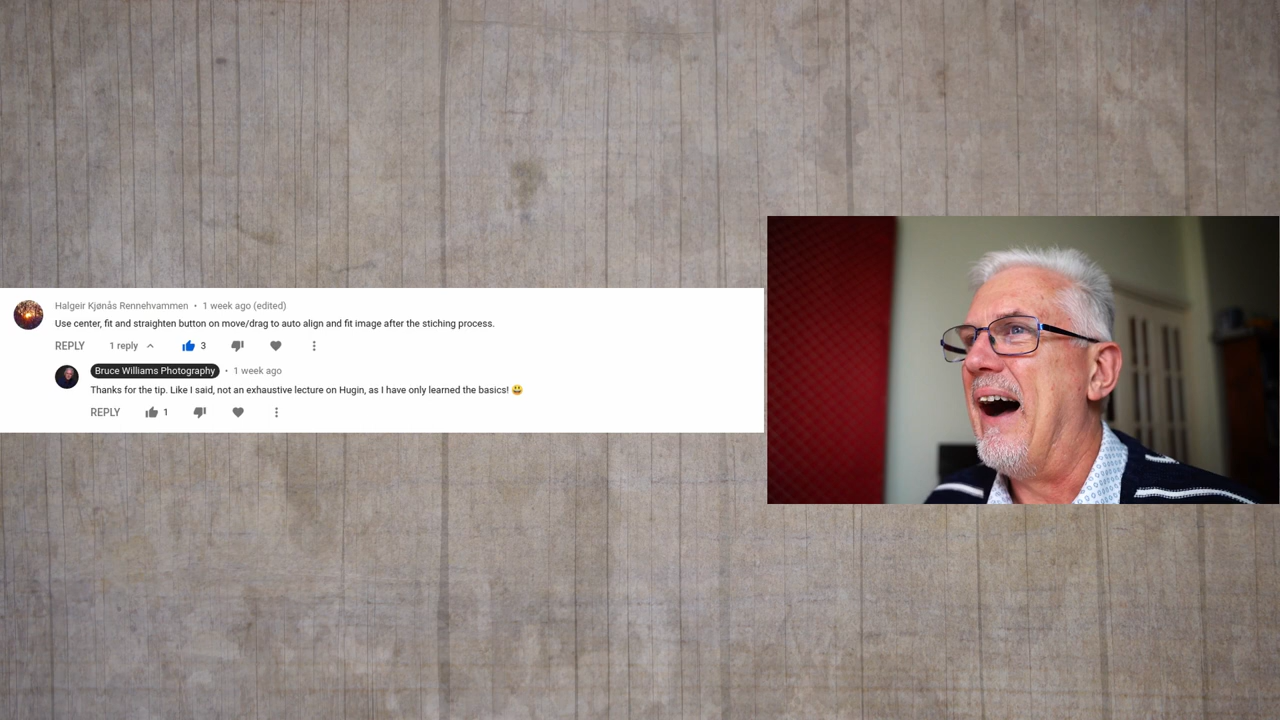 Halgeir Kjønås Rennehvammen • 1 week ago (edited)
Use center, fit and straighten button on move/drag to auto align and fit image after the stiching process.
REPLY 1 reply 3
Bruce Williams Photography • 1 week ago
Thanks for the tip. Like I said, not an exhaustive lecture on Hugin, as I have only learned the basics! 😃
REPLY 1